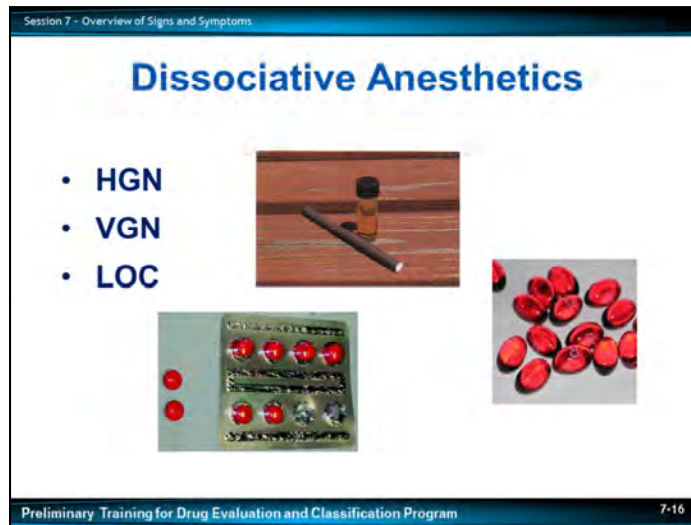 Session 7 - Overview of Signs and Symptoms
Dissociative Anesthetics
• HGN
• VGN
• LOC
Preliminary Training for Drug Evaluation and Classification Program
7-16